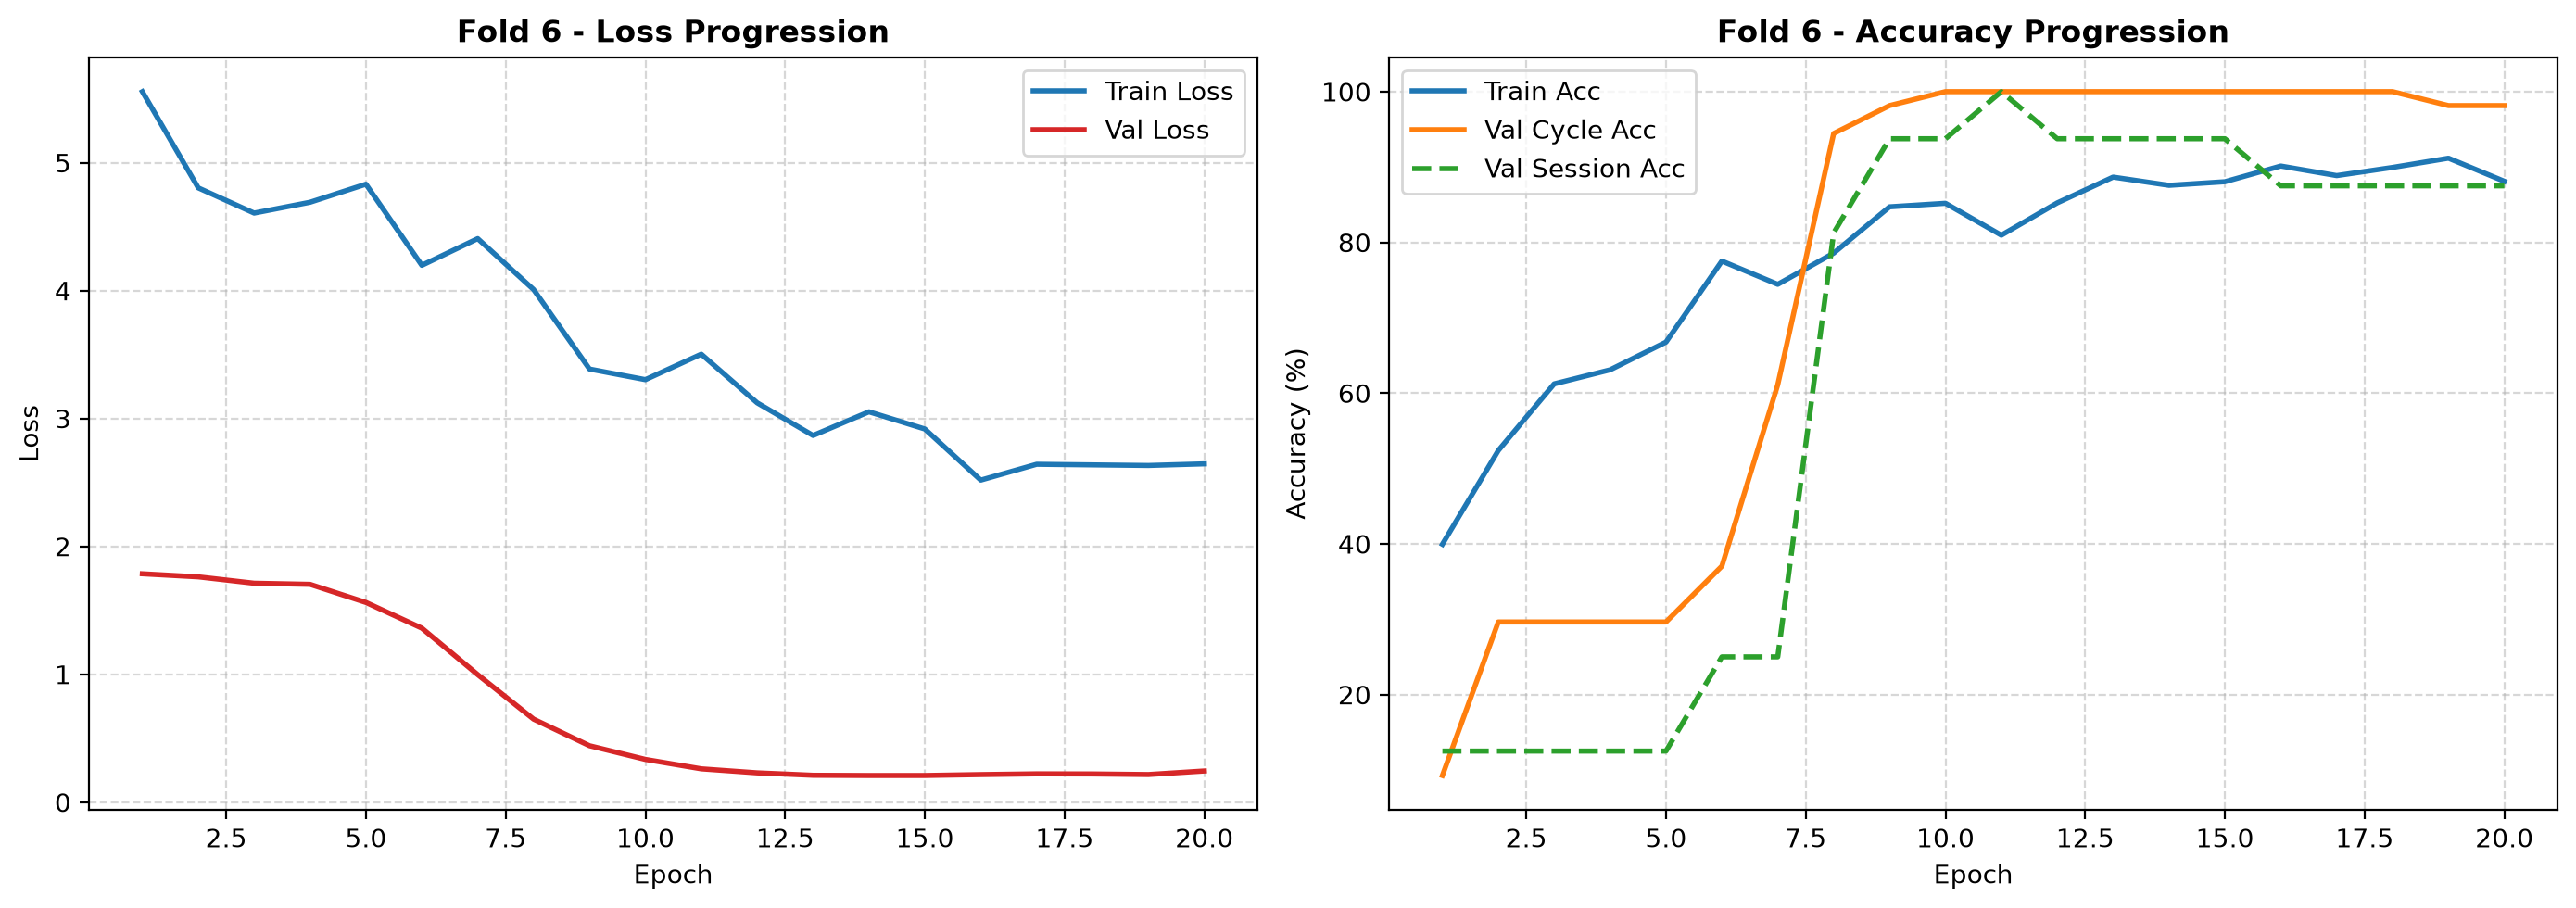 Fold 6 - Loss Progression
Train Loss
Val Loss
5
4
3
2
1
0
Loss
2.5 5.0 7.5 10.0 12.5 15.0 17.5 20.0
Epoch
Fold 6 - Accuracy Progression
Train Acc
Val Cycle Acc
Val Session Acc
100
80
60
40
20
Accuracy (%)
2.5 5.0 7.5 10.0 12.5 15.0 17.5 20.0
Epoch